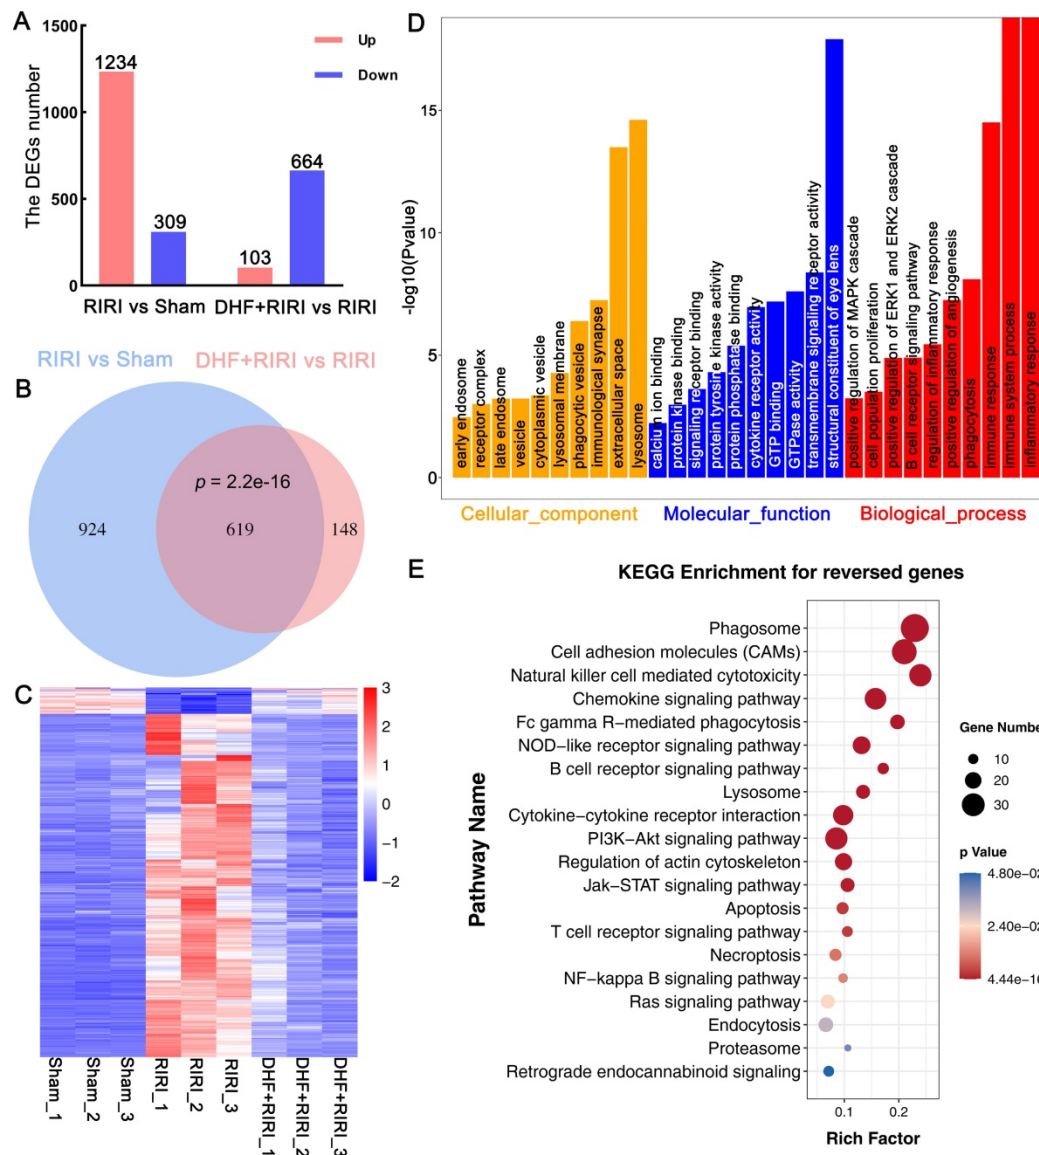 A
1500
1000
500
0
The DEGs number
1234
309
103
664
Up
Down
RIRI vs Sham
DHF+RIRI vs RIRI
RIRI vs Sham
DHF+RIRI vs RIRI
B
p = 2.2e-16
924
619
148
C
3
2
1
0
−1
−2
Sham_1
Sham_2
Sham_3
RIRI_1
RIRI_2
RIRI_3
DHF+RIRI_1
DHF+RIRI_2
DHF+RIRI_3
D
-log10(Pvalue)
15
10
5
0
early endosome
receptor complex
late endosome
vesicle
cytoplasmic vesicle
lysosomal membrane
phagocytic vesicle
immunological synapse
extracellular space
lysosome
calcium ion binding
protein kinase binding
signaling receptor binding
protein tyrosine kinase activity
protein phosphatase binding
cytokine receptor activity
GTP binding
GTPase activity
transmembrane signaling receptor activity
structural constituent of eye lens
positive regulation of MAPK cascade
cell population proliferation
positive regulation of ERK1 and ERK2 cascade
B cell receptor signaling pathway
regulation of inflammatory response
positive regulation of angiogenesis
phagocytosis
immune response
immune system process
inflammatory response
Cellular_component
Molecular_function
Biological_process
E
KEGG Enrichment for reversed genes
Pathway Name
Phagosome
Cell adhesion molecules (CAMs)
Natural killer cell mediated cytotoxicity
Chemokine signaling pathway
Fc gamma R−mediated phagocytosis
NOD−like receptor signaling pathway
B cell receptor signaling pathway
Lysosome
Cytokine−cytokine receptor interaction
PI3K−Akt signaling pathway
Regulation of actin cytoskeleton
Jak−STAT signaling pathway
Apoptosis
T cell receptor signaling pathway
Necroptosis
NF−kappa B signaling pathway
Ras signaling pathway
Endocytosis
Proteasome
Retrograde endocannabinoid signaling
0.1
0.2
Rich Factor
Gene Numbe
10
20
30
p Value
4.80e−02
2.40e−02
4.44e−16